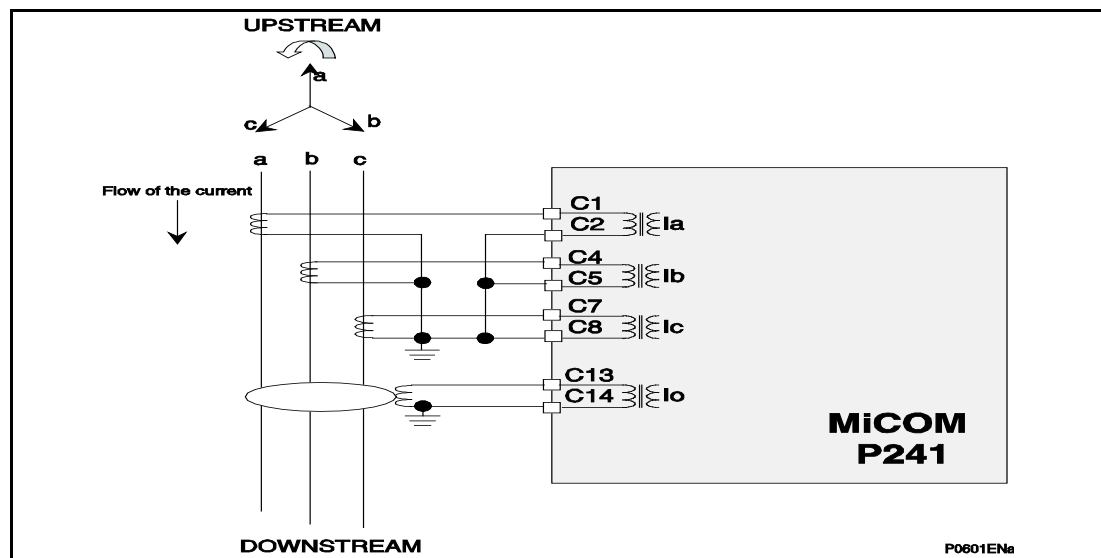 UPSTREAM
a
c
b
a b c
Flow of the current
C1
C2
Ia
C4
C5
Ib
C7
C8
Ic
C13
C14
Io
MiCOM
P241
DOWNSTREAM
P0601ENa